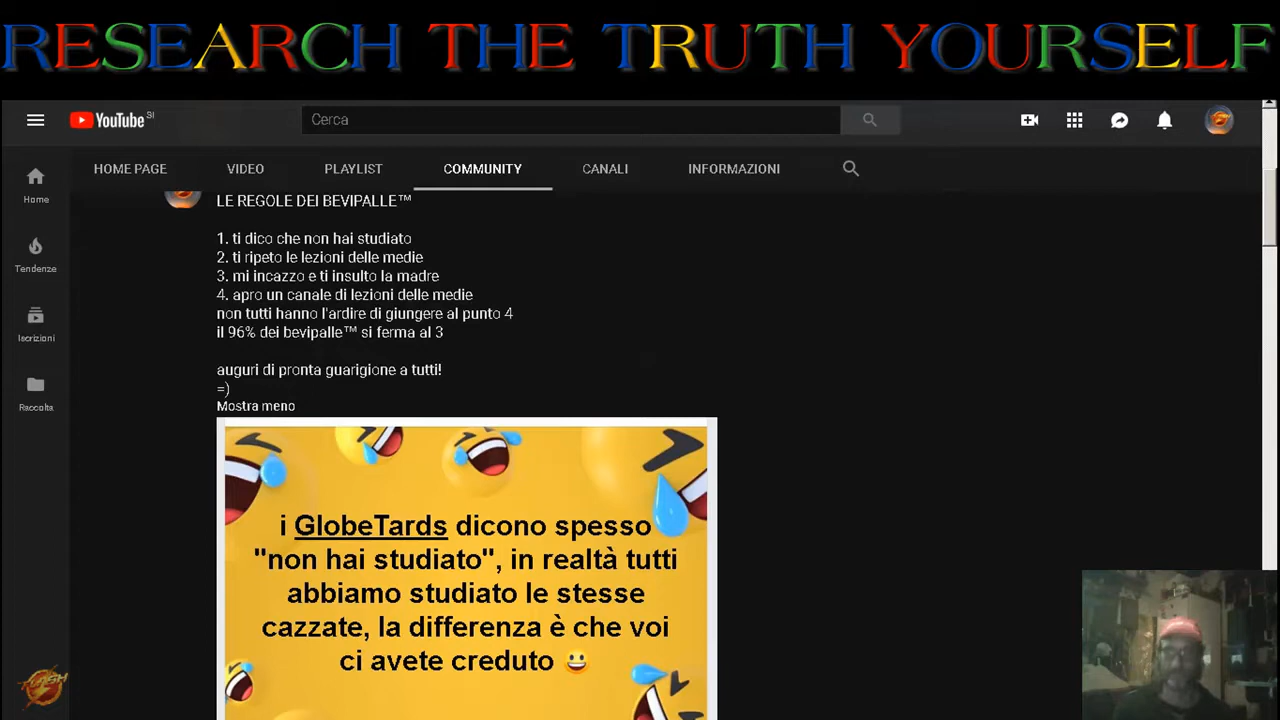 RESEARCH THE TRUTH YOURSELF
YouTube SI
Cerca
HOME PAGE VIDEO PLAYLIST COMMUNITY CANALI INFORMAZIONI
Home
Tendenze
Iscrizioni
Raccolta
LE REGOLE DEI BEVIPALLE™
1. ti dico che non hai studiato
2. ti ripeto le lezioni delle medie
3. mi incazzo e ti insulto la madre
4. apro un canale di lezioni delle medie
non tutti hanno l'ardire di giungere al punto 4
il 96% dei bevipalle™ si ferma al 3
auguri di pronta guarigione a tutti!
=)
Mostra meno
i GlobeTards dicono spesso
"non hai studiato", in realtà tutti
abbiamo studiato le stesse
cazzate, la differenza è che voi
ci avete creduto 😀
FLASH